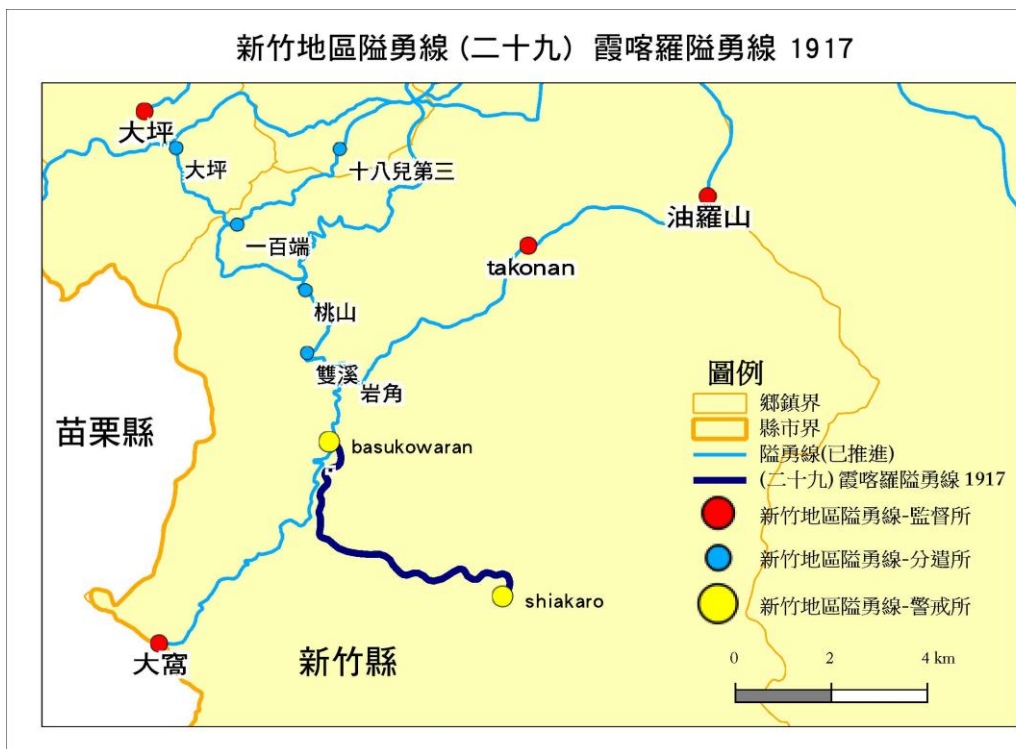 新竹地區隘勇線(二十九) 霞喀羅隘勇線 1917
大坪
大坪
十八兒第三
油羅山
一百端
takonan
桃山
雙溪
岩角
圖例
鄉鎮界
苗栗縣
縣市界
basukowaran
隘勇線(已推進)
(二十九)霞喀羅隘勇線 1917
新竹地區隘勇線-監督所
新竹地區隘勇線-分遣所
shiakaro
新竹地區隘勇線-警戒所
大窩
新竹縣
0 2 4 km